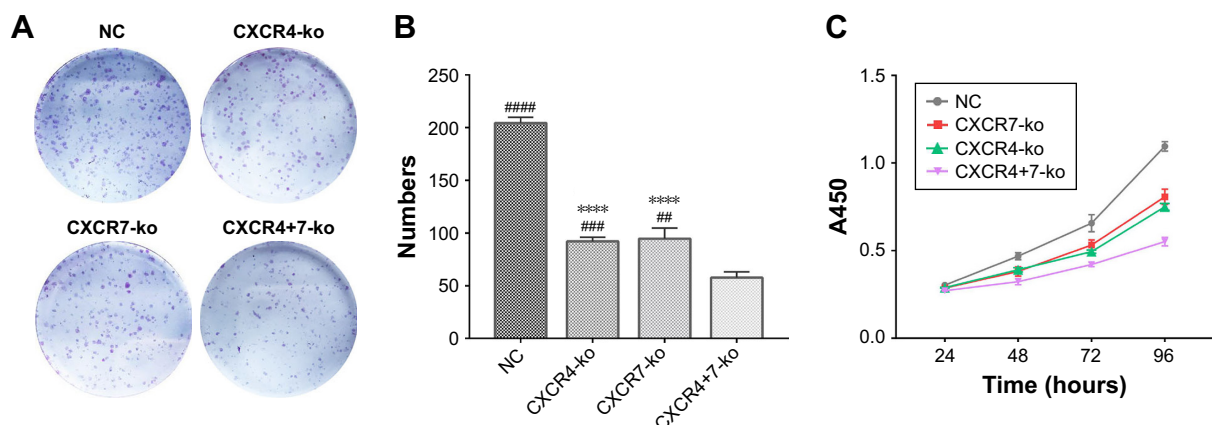 A
NC
CXCR4-ko
CXCR7-ko
CXCR4+7-ko
B
Numbers
250
200
150
100
50
0
####
****
###
****
##
NC
CXCR4-ko
CXCR7-ko
CXCR4+7-ko
C
A450
1.5
1.0
0.5
0.0
NC
CXCR7-ko
CXCR4-ko
CXCR4+7-ko
24 48 72 96
Time (hours)